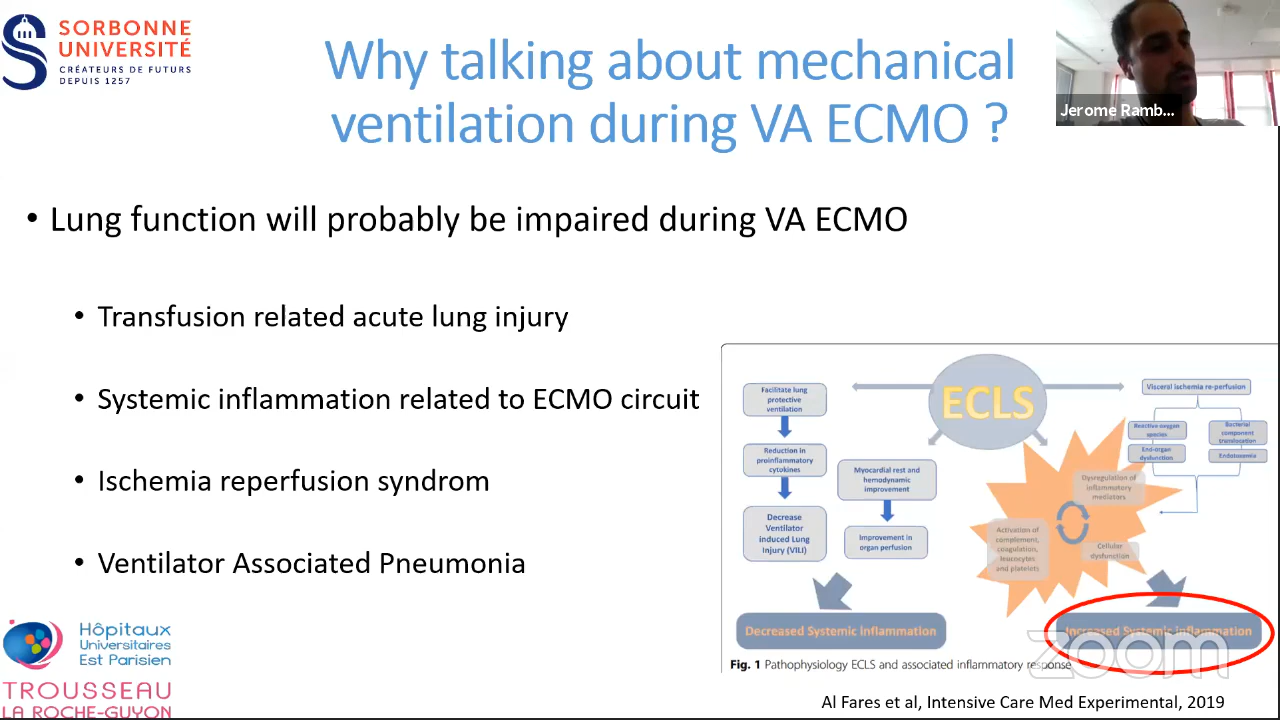 SORBONNE
UNIVERSITÉ
CRÉATEURS DE FUTURS
DEPUIS 1257
Why talking about mechanical
ventilation during VA ECMO ?
Jerome Ramb...
• Lung function will probably be impaired during VA ECMO
• Transfusion related acute lung injury
• Systemic inflammation related to ECMO circuit
• Ischemia reperfusion syndrom
• Ventilator Associated Pneumonia
ECLS
Facilitate lung
protective
ventilation
Reduction in
proinflammatory
cytokines
Decrease
Ventilator
induced Lung
Injury (VILI)
Myocardial rest and
hemodynamic
improvement
Improvement in
organ perfusion
Decreased Systemic Inflammation
Visceral ischemia re-perfusion
Reactive oxygen
species
End-organ
dysfunction
Bacterial
component
translocation
Endotoxemia
Dysregulation of
inflammatory
mediators
Activation of
complement,
coagulation,
leucocytes
and platelets
Cellular
dysfunction
Increased Systemic Inflammation
zoom
Fig. 1 Pathophysiology ECLS and associated inflammatory response
Al Fares et al, Intensive Care Med Experimental, 2019
Hôpitaux
Universitaires
Est Parisien
TROUSSEAU
LA ROCHE-GUYON